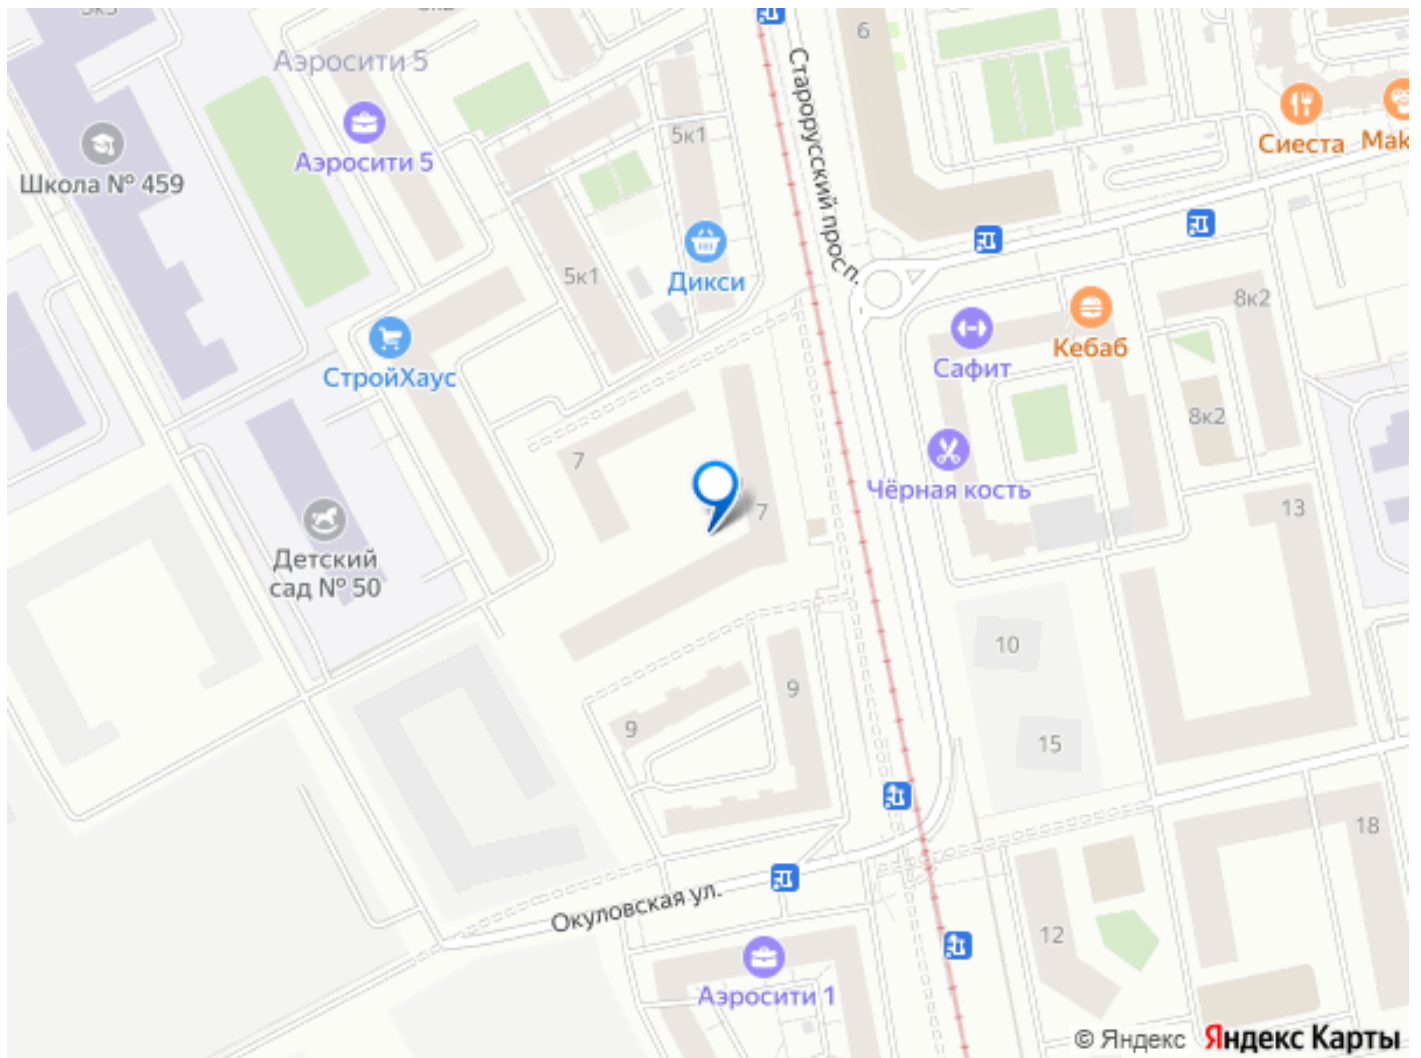 Аэросити 5
6
Старорусский просп.
5к1
Сиеста
Mak
Школа № 459
Аэросити 5
Дикси
5к1
8к2
СтройХаус
Сафит
Кебаб
8к2
7
Чёрная кость
7
13
Детский
сад № 50
10
9
9
15
18
Окуловская ул.
12
Аэросити 1
© Яндекс Яндекс Карты